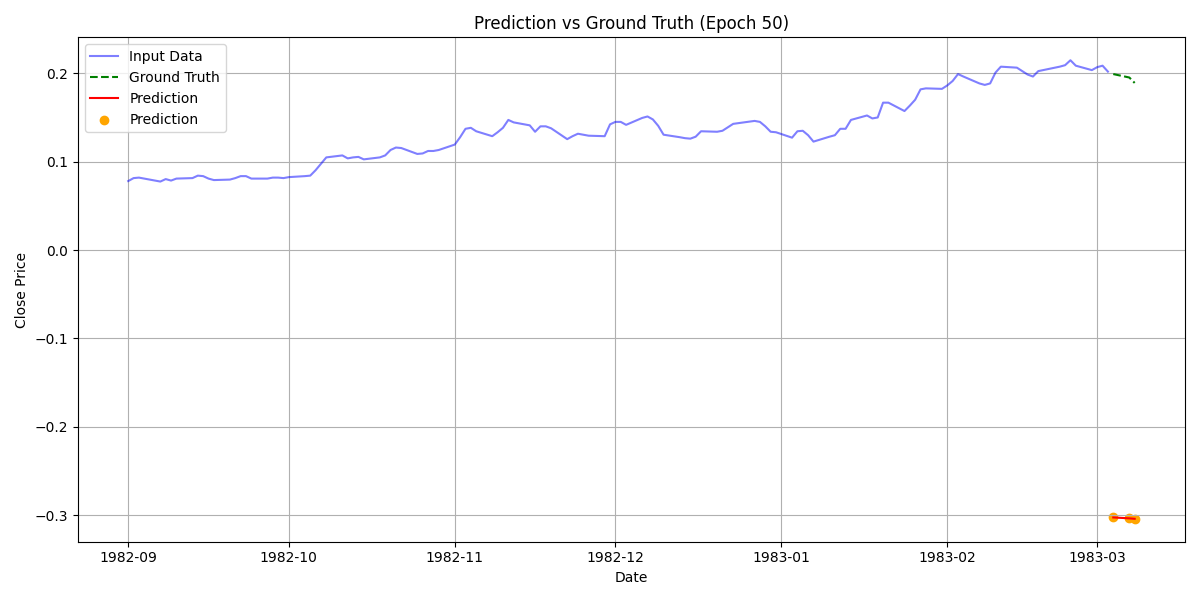 Prediction vs Ground Truth (Epoch 50)
Input Data
Ground Truth
Prediction
Prediction
Close Price
0.2
0.1
0.0
−0.1
−0.2
−0.3
1982-09
1982-10
1982-11
1982-12
1983-01
1983-02
1983-03
Date